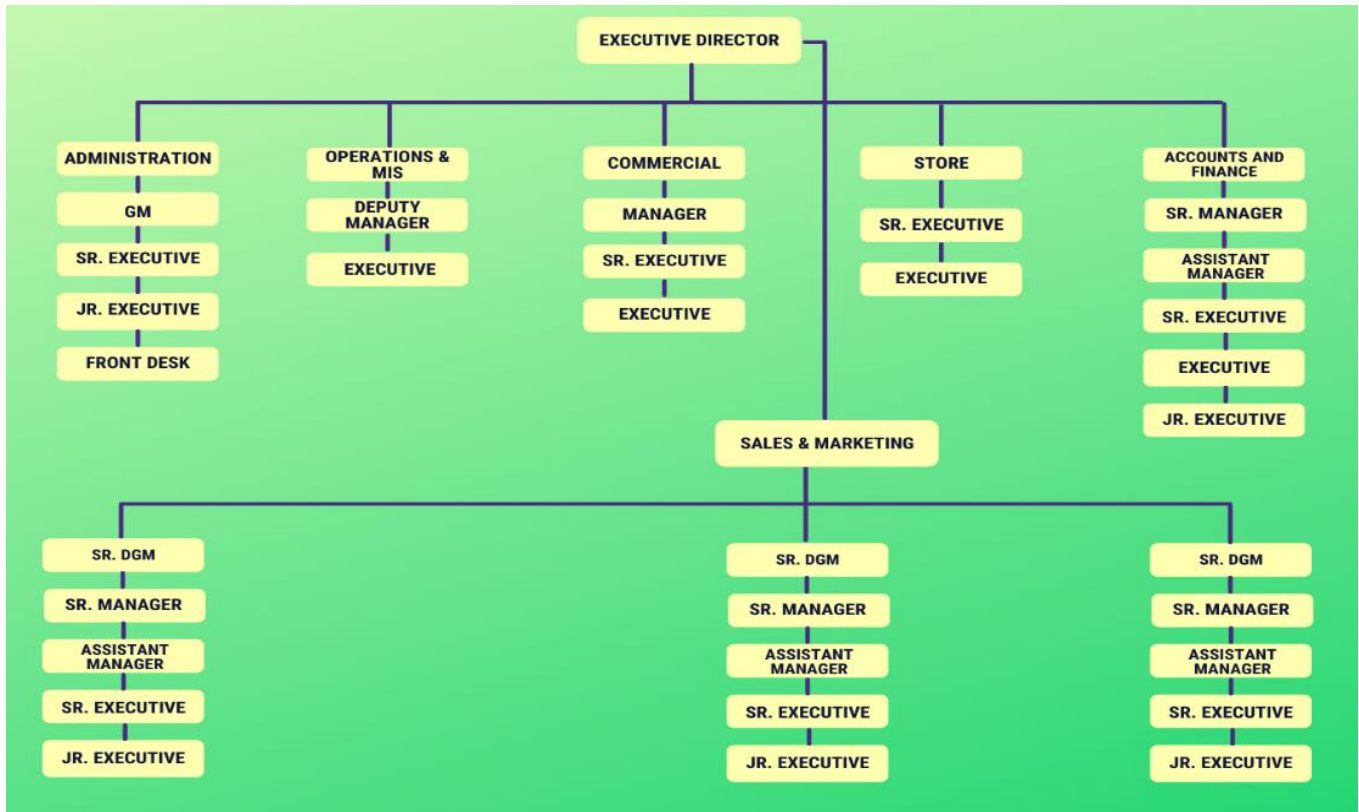 EXECUTIVE DIRECTOR
ADMINISTRATION
GM
SR. EXECUTIVE
JR. EXECUTIVE
FRONT DESK
OPERATIONS &
MIS
DEPUTY
MANAGER
EXECUTIVE
COMMERCIAL
MANAGER
SR. EXECUTIVE
EXECUTIVE
STORE
SR. EXECUTIVE
EXECUTIVE
ACCOUNTS AND
FINANCE
SR. MANAGER
ASSISTANT
MANAGER
SR. EXECUTIVE
EXECUTIVE
JR. EXECUTIVE
SALES & MARKETING
SR. DGM
SR. MANAGER
ASSISTANT
MANAGER
SR. EXECUTIVE
JR. EXECUTIVE
SR. DGM
SR. MANAGER
ASSISTANT
MANAGER
SR. EXECUTIVE
JR. EXECUTIVE
SR. DGM
SR. MANAGER
ASSISTANT
MANAGER
SR. EXECUTIVE
JR. EXECUTIVE